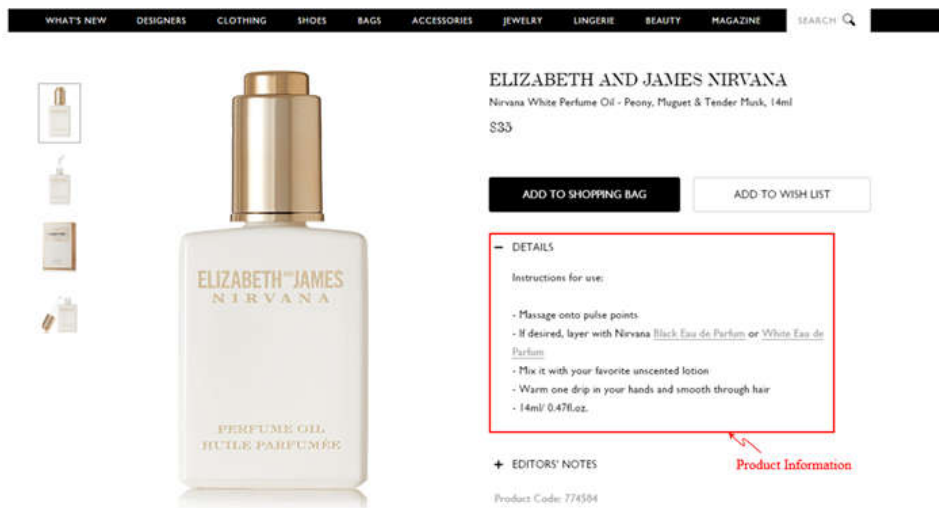 WHAT'S NEW DESIGNERS CLOTHING SHOES BAGS ACCESSORIES JEWELRY LINGERIE BEAUTY MAGAZINE SEARCH
ELIZABETH AND JAMES NIRVANA
Nirvana White Perfume Oil - Peony, Muguet & Tender Musk, 14ml
$35
ADD TO SHOPPING BAG ADD TO WISH LIST
DETAILS
Instructions for use:
- Massage onto pulse points
- If desired, layer with Nirvana Black Eau de Parfum or White Eau de
Parfum
- Mix it with your favorite unscented lotion
- Warm one drip in your hands and smooth through hair
- 14ml/ 0.47fl.oz.
Product Information
+ EDITORS' NOTES
Product Code: 774584
ELIZABETH AND JAMES
NIRVANA
PERFUME OIL
HUILE PARFUMÉE